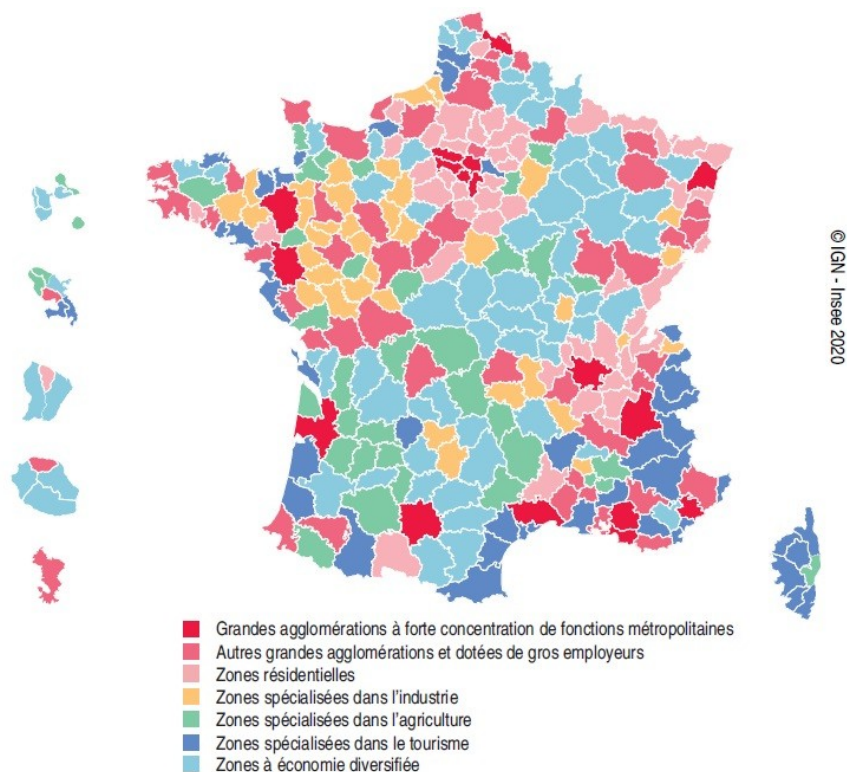 © IGN - Insee 2020
Grandes agglomérations à forte concentration de fonctions métropolitaines
Autres grandes agglomérations et dotées de gros employeurs
Zones résidentielles
Zones spécialisées dans l'industrie
Zones spécialisées dans l'agriculture
Zones spécialisées dans le tourisme
Zones à économie diversifiée